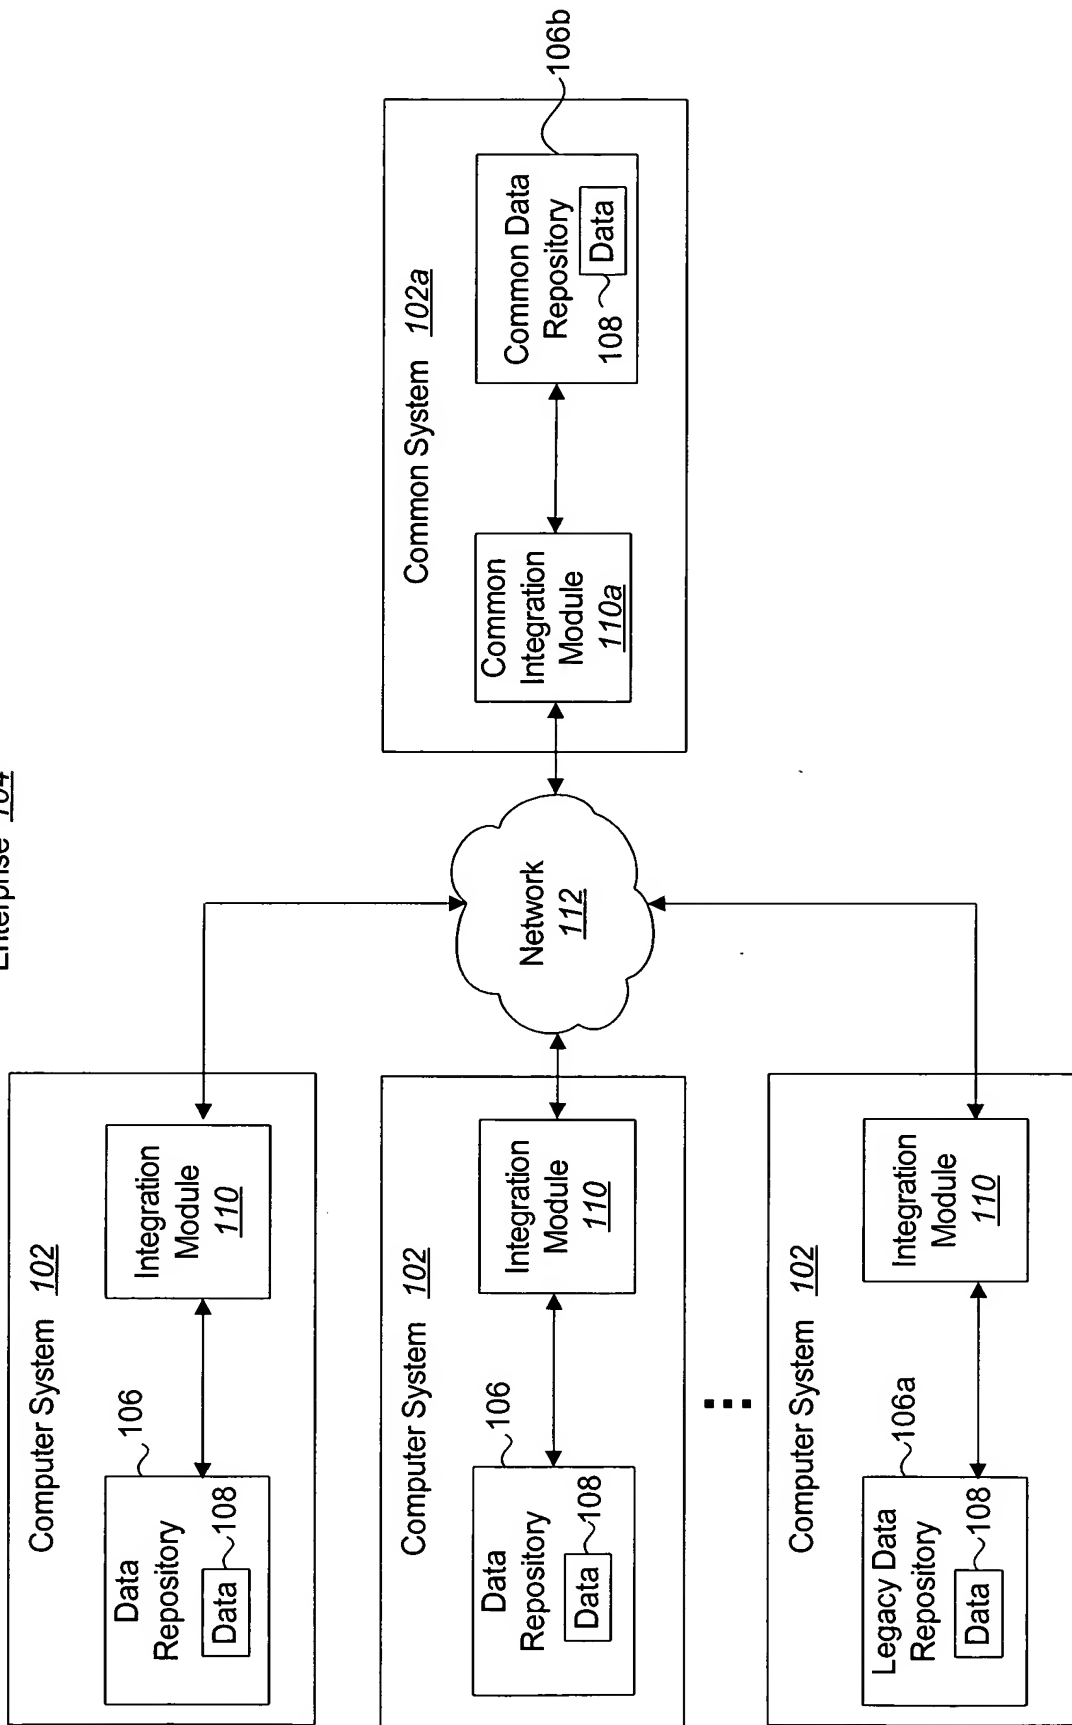 Enterprise 104
Computer System 102
Data
Repository
Data
106
108
Integration
Module
110
Computer System 102
Data
Repository
Data
106
108
Integration
Module
110
Computer System 102
Legacy Data
Repository
Data
106a
108
Integration
Module
110
Network
112
Common System 102a
Common
Integration
Module
110a
Common Data
Repository
108
Data
106b